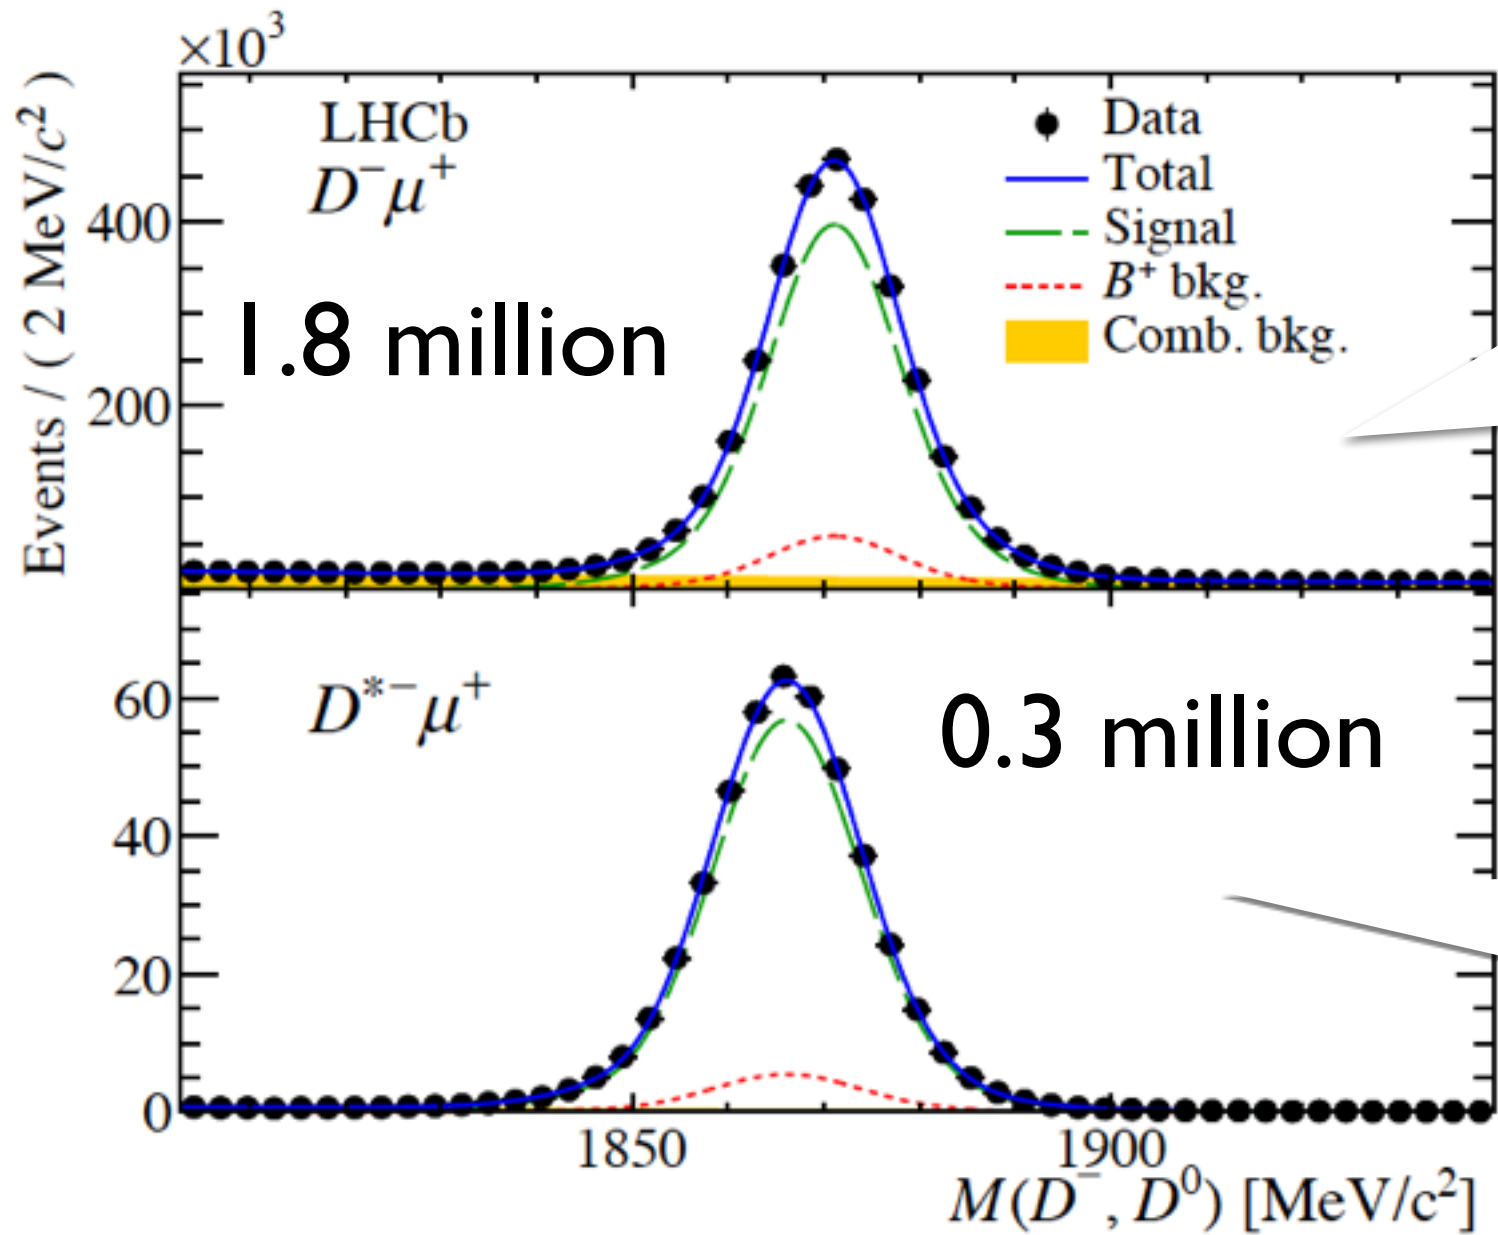 ×10³
LHCb
D⁻μ⁺
Events / ( 2 MeV/c² )
400
200
1.8 million
Data
Total
Signal
B⁺ bkg.
Comb. bkg.
D*⁻μ⁺
0.3 million
60
40
20
0
1850 1900
M(D⁻, D⁰) [MeV/c²]